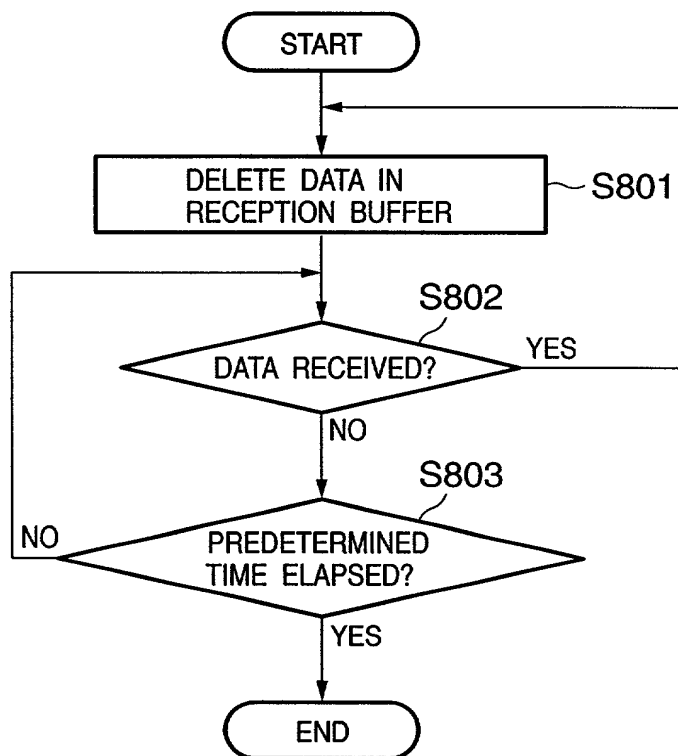 START
DELETE DATA IN
RECEPTION BUFFER
S801
S802
DATA RECEIVED?
YES
NO
S803
NO
PREDETERMINED
TIME ELAPSED?
YES
END